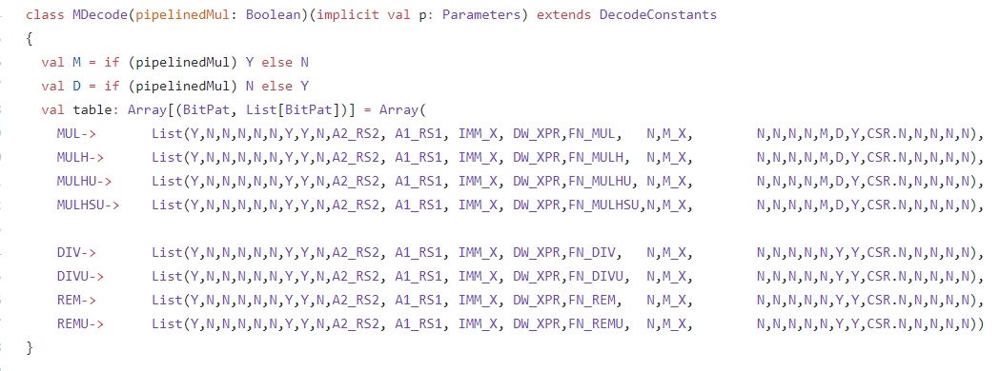 class MDecode(pipelinedMul: Boolean)(implicit val p: Parameters) extends DecodeConstants
{
  val M = if (pipelinedMul) Y else N
  val D = if (pipelinedMul) N else Y
  val table: Array[(BitPat, List[BitPat])] = Array(
    MUL->       List(Y,N,N,N,N,N,Y,Y,N,A2_RS2, A1_RS1, IMM_X, DW_XPR,FN_MUL,   N,M_X,        N,N,N,N,M,D,Y,CSR.N,N,N,N,N),
    MULH->      List(Y,N,N,N,N,N,Y,Y,N,A2_RS2, A1_RS1, IMM_X, DW_XPR,FN_MULH,  N,M_X,        N,N,N,N,M,D,Y,CSR.N,N,N,N,N),
    MULHU->     List(Y,N,N,N,N,N,Y,Y,N,A2_RS2, A1_RS1, IMM_X, DW_XPR,FN_MULHU, N,M_X,        N,N,N,N,M,D,Y,CSR.N,N,N,N,N),
    MULHSU->    List(Y,N,N,N,N,N,Y,Y,N,A2_RS2, A1_RS1, IMM_X, DW_XPR,FN_MULHSU,N,M_X,        N,N,N,N,M,D,Y,CSR.N,N,N,N,N),
    DIV->       List(Y,N,N,N,N,N,Y,Y,N,A2_RS2, A1_RS1, IMM_X, DW_XPR,FN_DIV,   N,M_X,        N,N,N,N,N,Y,Y,CSR.N,N,N,N,N),
    DIVU->      List(Y,N,N,N,N,N,Y,Y,N,A2_RS2, A1_RS1, IMM_X, DW_XPR,FN_DIVU,  N,M_X,        N,N,N,N,N,Y,Y,CSR.N,N,N,N,N),
    REM->       List(Y,N,N,N,N,N,Y,Y,N,A2_RS2, A1_RS1, IMM_X, DW_XPR,FN_REM,   N,M_X,        N,N,N,N,N,Y,Y,CSR.N,N,N,N,N),
    REMU->      List(Y,N,N,N,N,N,Y,Y,N,A2_RS2, A1_RS1, IMM_X, DW_XPR,FN_REMU,  N,M_X,        N,N,N,N,N,Y,Y,CSR.N,N,N,N,N))
}